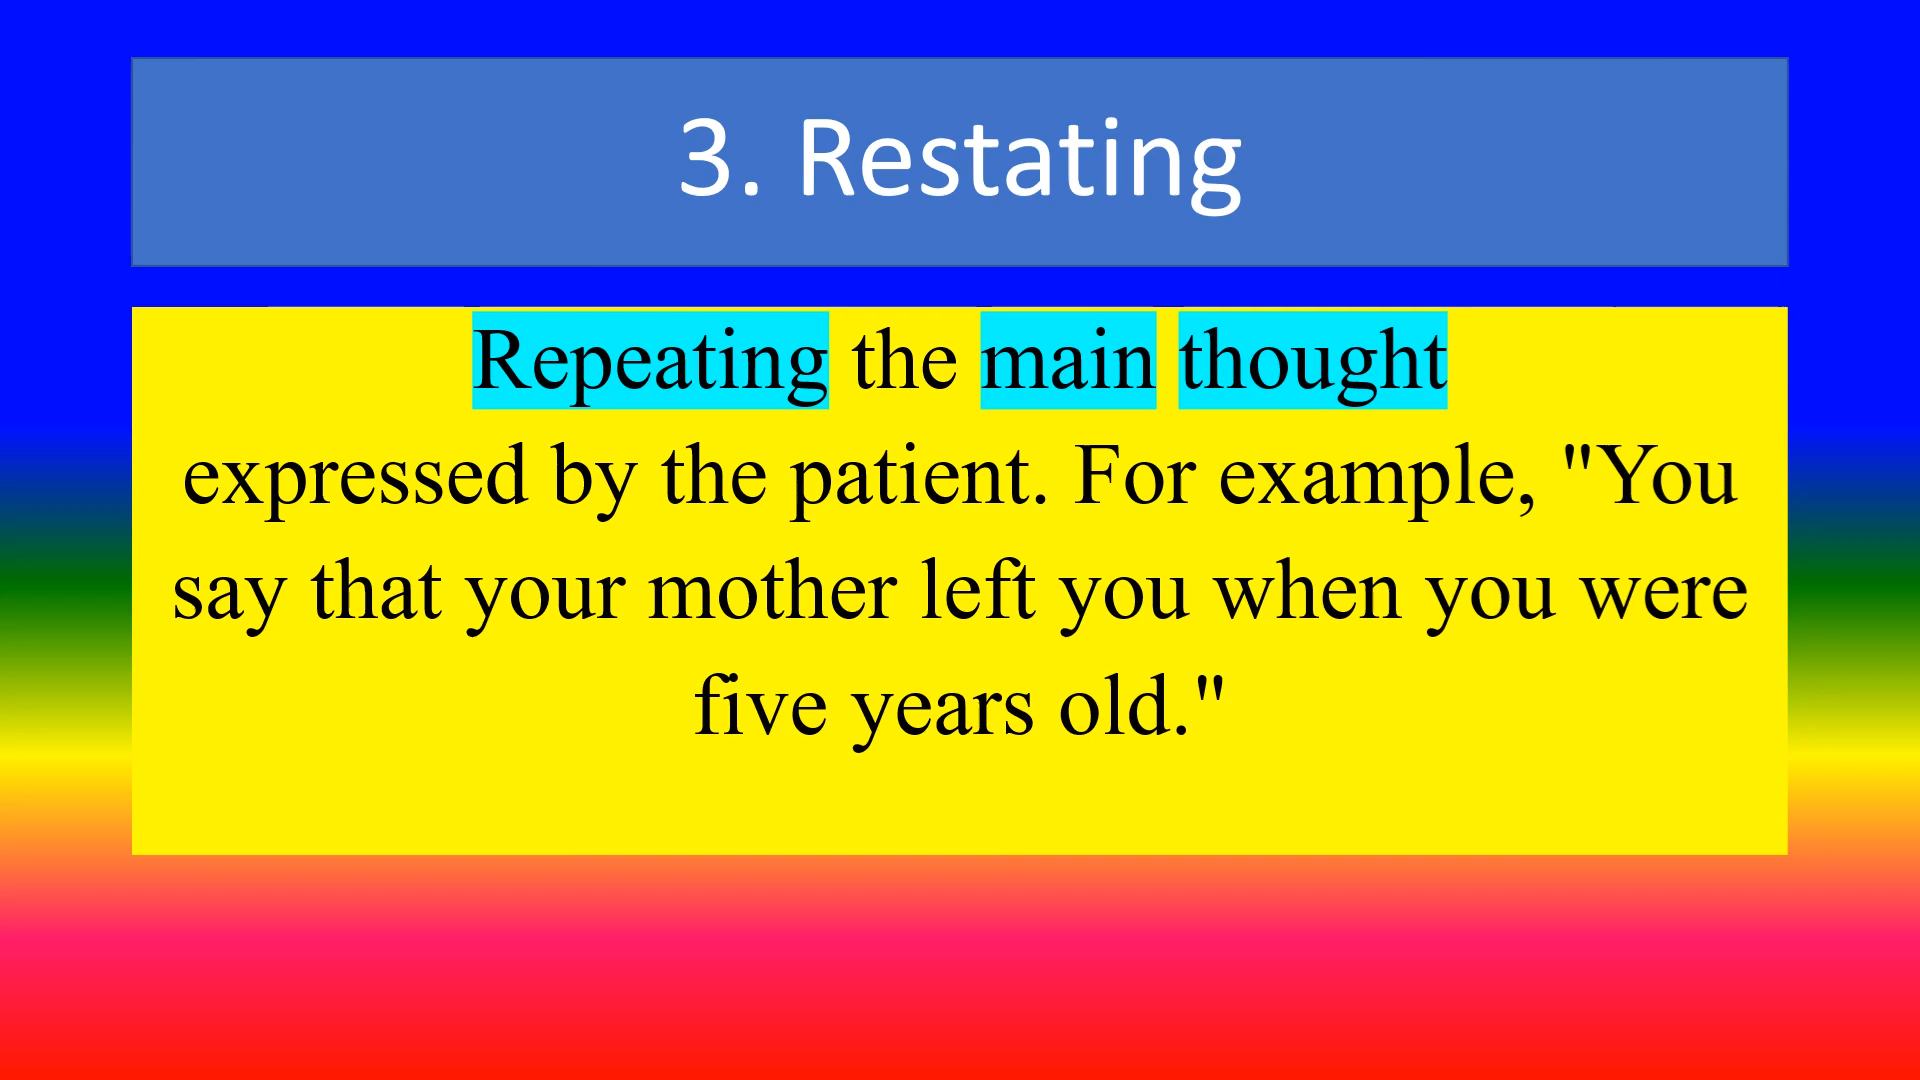 3. Restating
Repeating the main thought
expressed by the patient. For example, "You
say that your mother left you when you were
five years old."